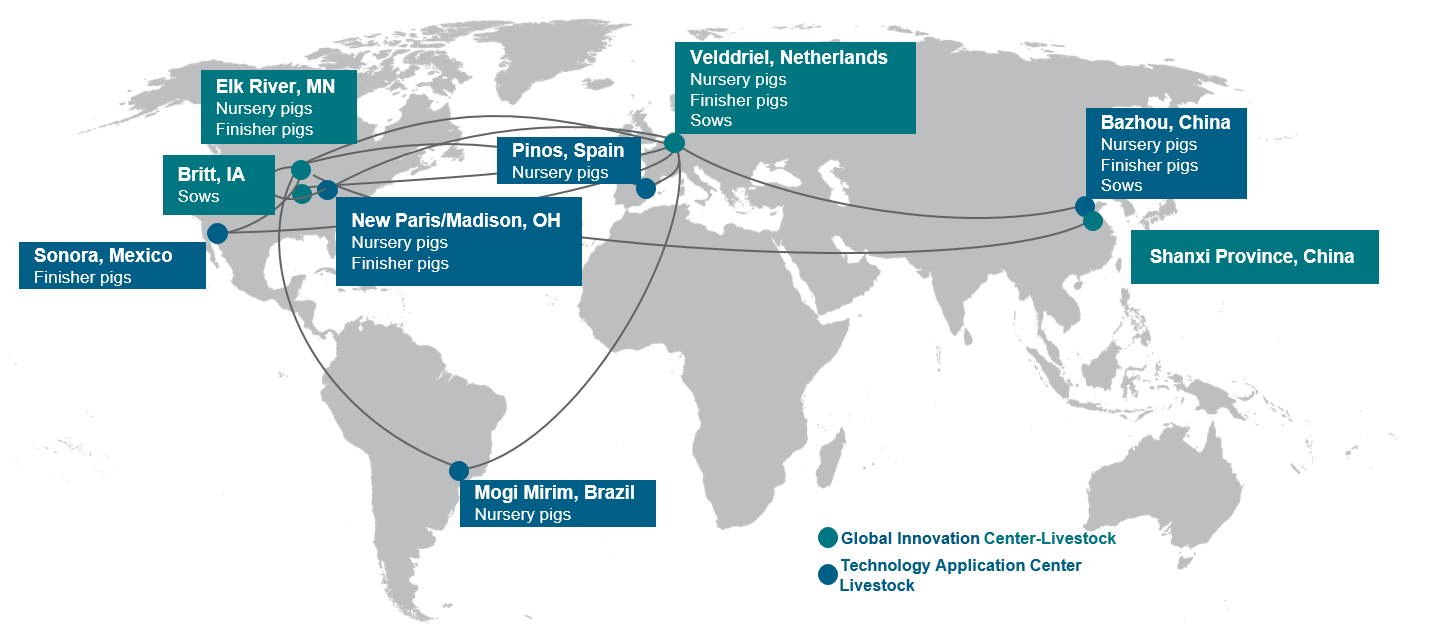 Elk River, MN
Nursery pigs
Finisher pigs
Britt, IA
Sows
Sonora, Mexico
Finisher pigs
New Paris/Madison, OH
Nursery pigs
Finisher pigs
Pinos, Spain
Nursery pigs
Velddriel, Netherlands
Nursery pigs
Finisher pigs
Sows
Bazhou, China
Nursery pigs
Finisher pigs
Sows
Shanxi Province, China
Mogi Mirim, Brazil
Nursery pigs
Global Innovation Center-Livestock
Technology Application Center
Livestock